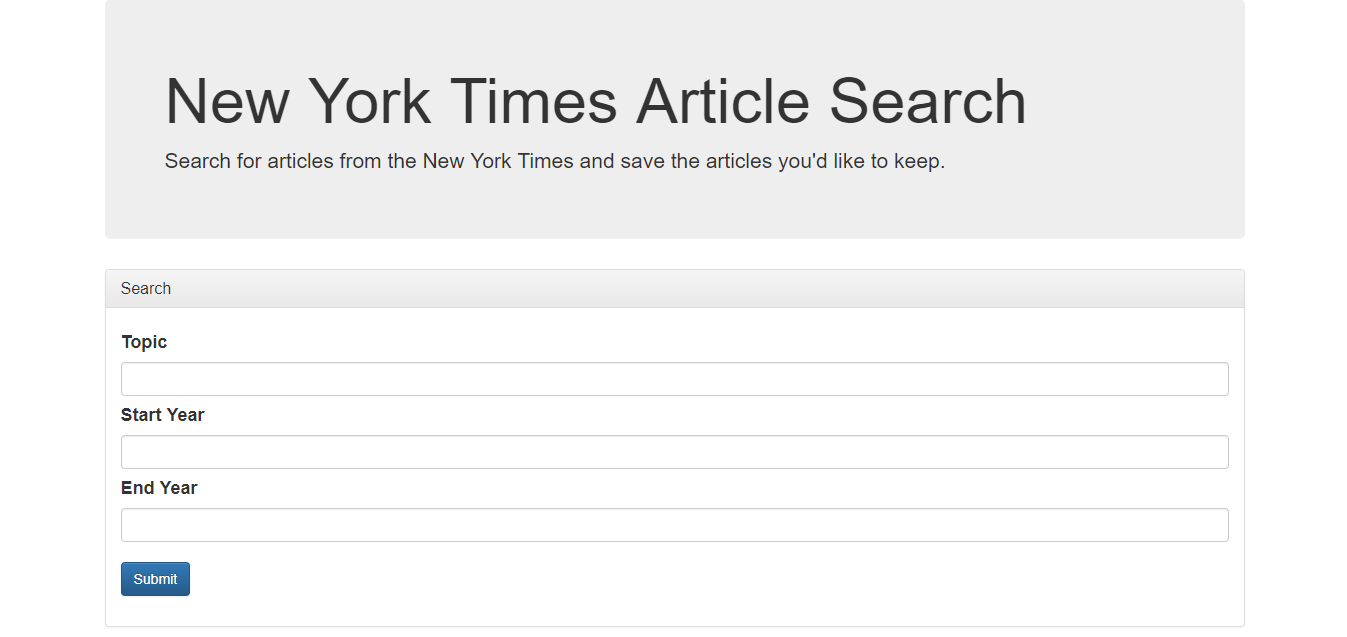 New York Times Article Search
Search for articles from the New York Times and save the articles you'd like to keep.
Search
Topic
Start Year
End Year
Submit